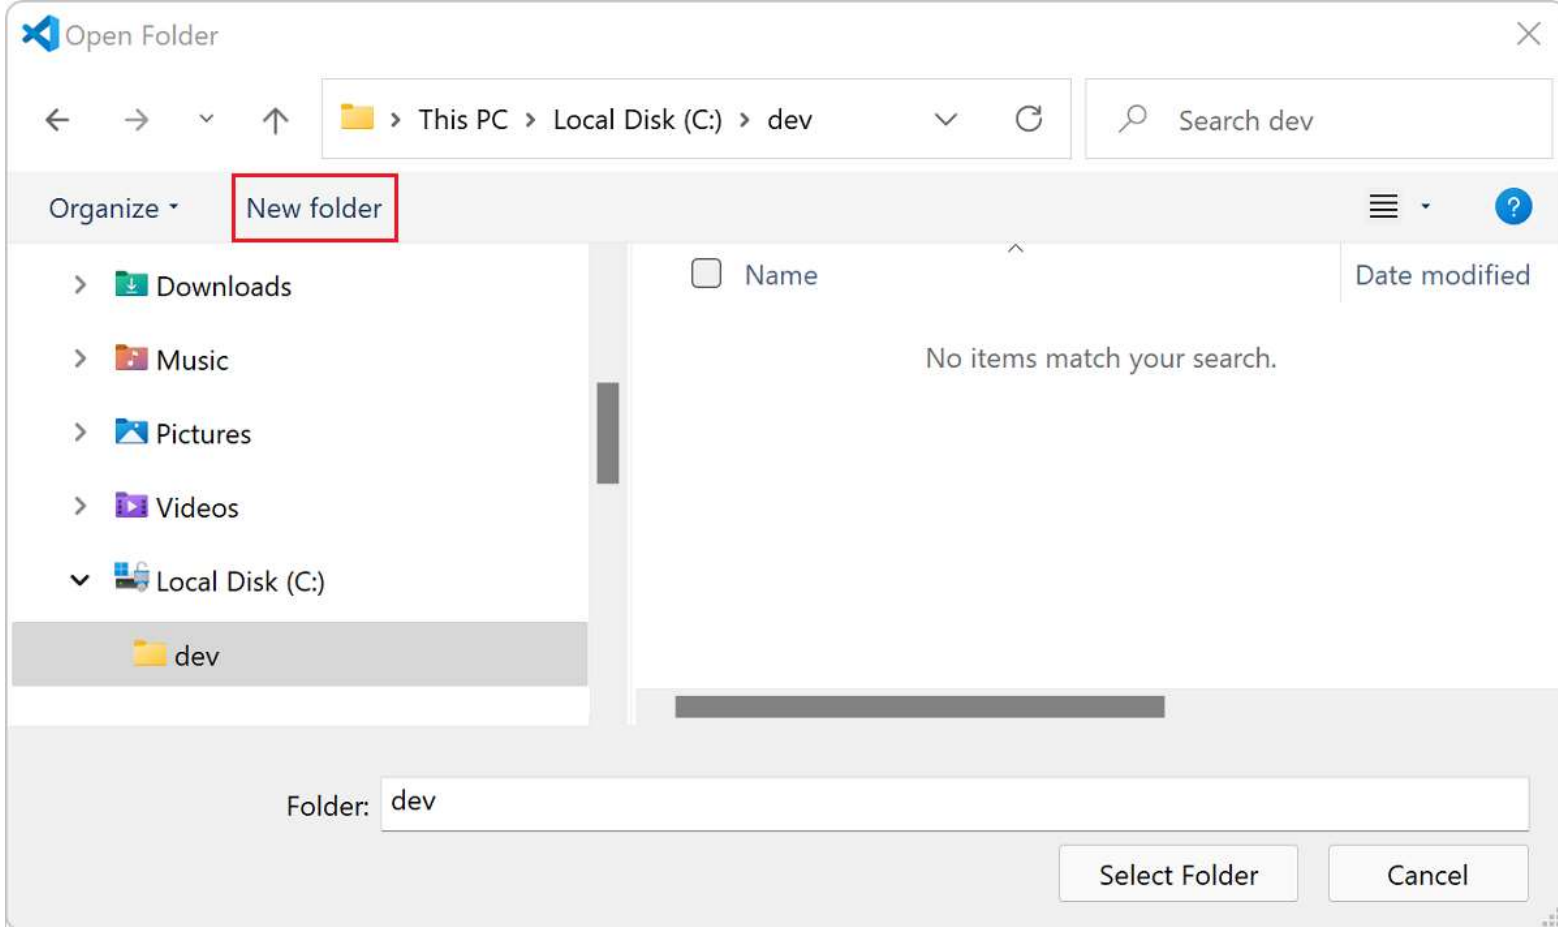 Open Folder
This PC > Local Disk (C:) > dev
Search dev
Organize
New folder
?
Downloads
Music
Pictures
Videos
Local Disk (C:)
dev
Name
Date modified
No items match your search.
Folder: dev
Select Folder
Cancel